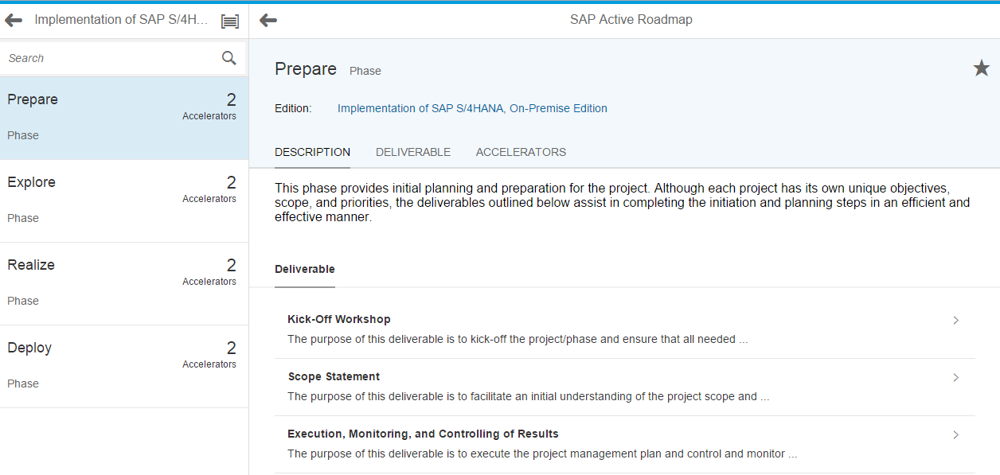 Implementation of SAP S/4H...
SAP Active Roadmap
Search
Prepare
2
Accelerators
Phase
Explore
2
Accelerators
Phase
Realize
2
Accelerators
Phase
Deploy
2
Accelerators
Phase
Prepare Phase
Edition: Implementation of SAP S/4HANA, On-Premise Edition
DESCRIPTION DELIVERABLE ACCELERATORS
This phase provides initial planning and preparation for the project. Although each project has its own unique objectives,
scope, and priorities, the deliverables outlined below assist in completing the initiation and planning steps in an efficient and
effective manner.
Deliverable
Kick-Off Workshop
The purpose of this deliverable is to kick-off the project/phase and ensure that all needed ...
Scope Statement
The purpose of this deliverable is to facilitate an initial understanding of the project scope and ...
Execution, Monitoring, and Controlling of Results
The purpose of this deliverable is to execute the project management plan and control and monitor ...